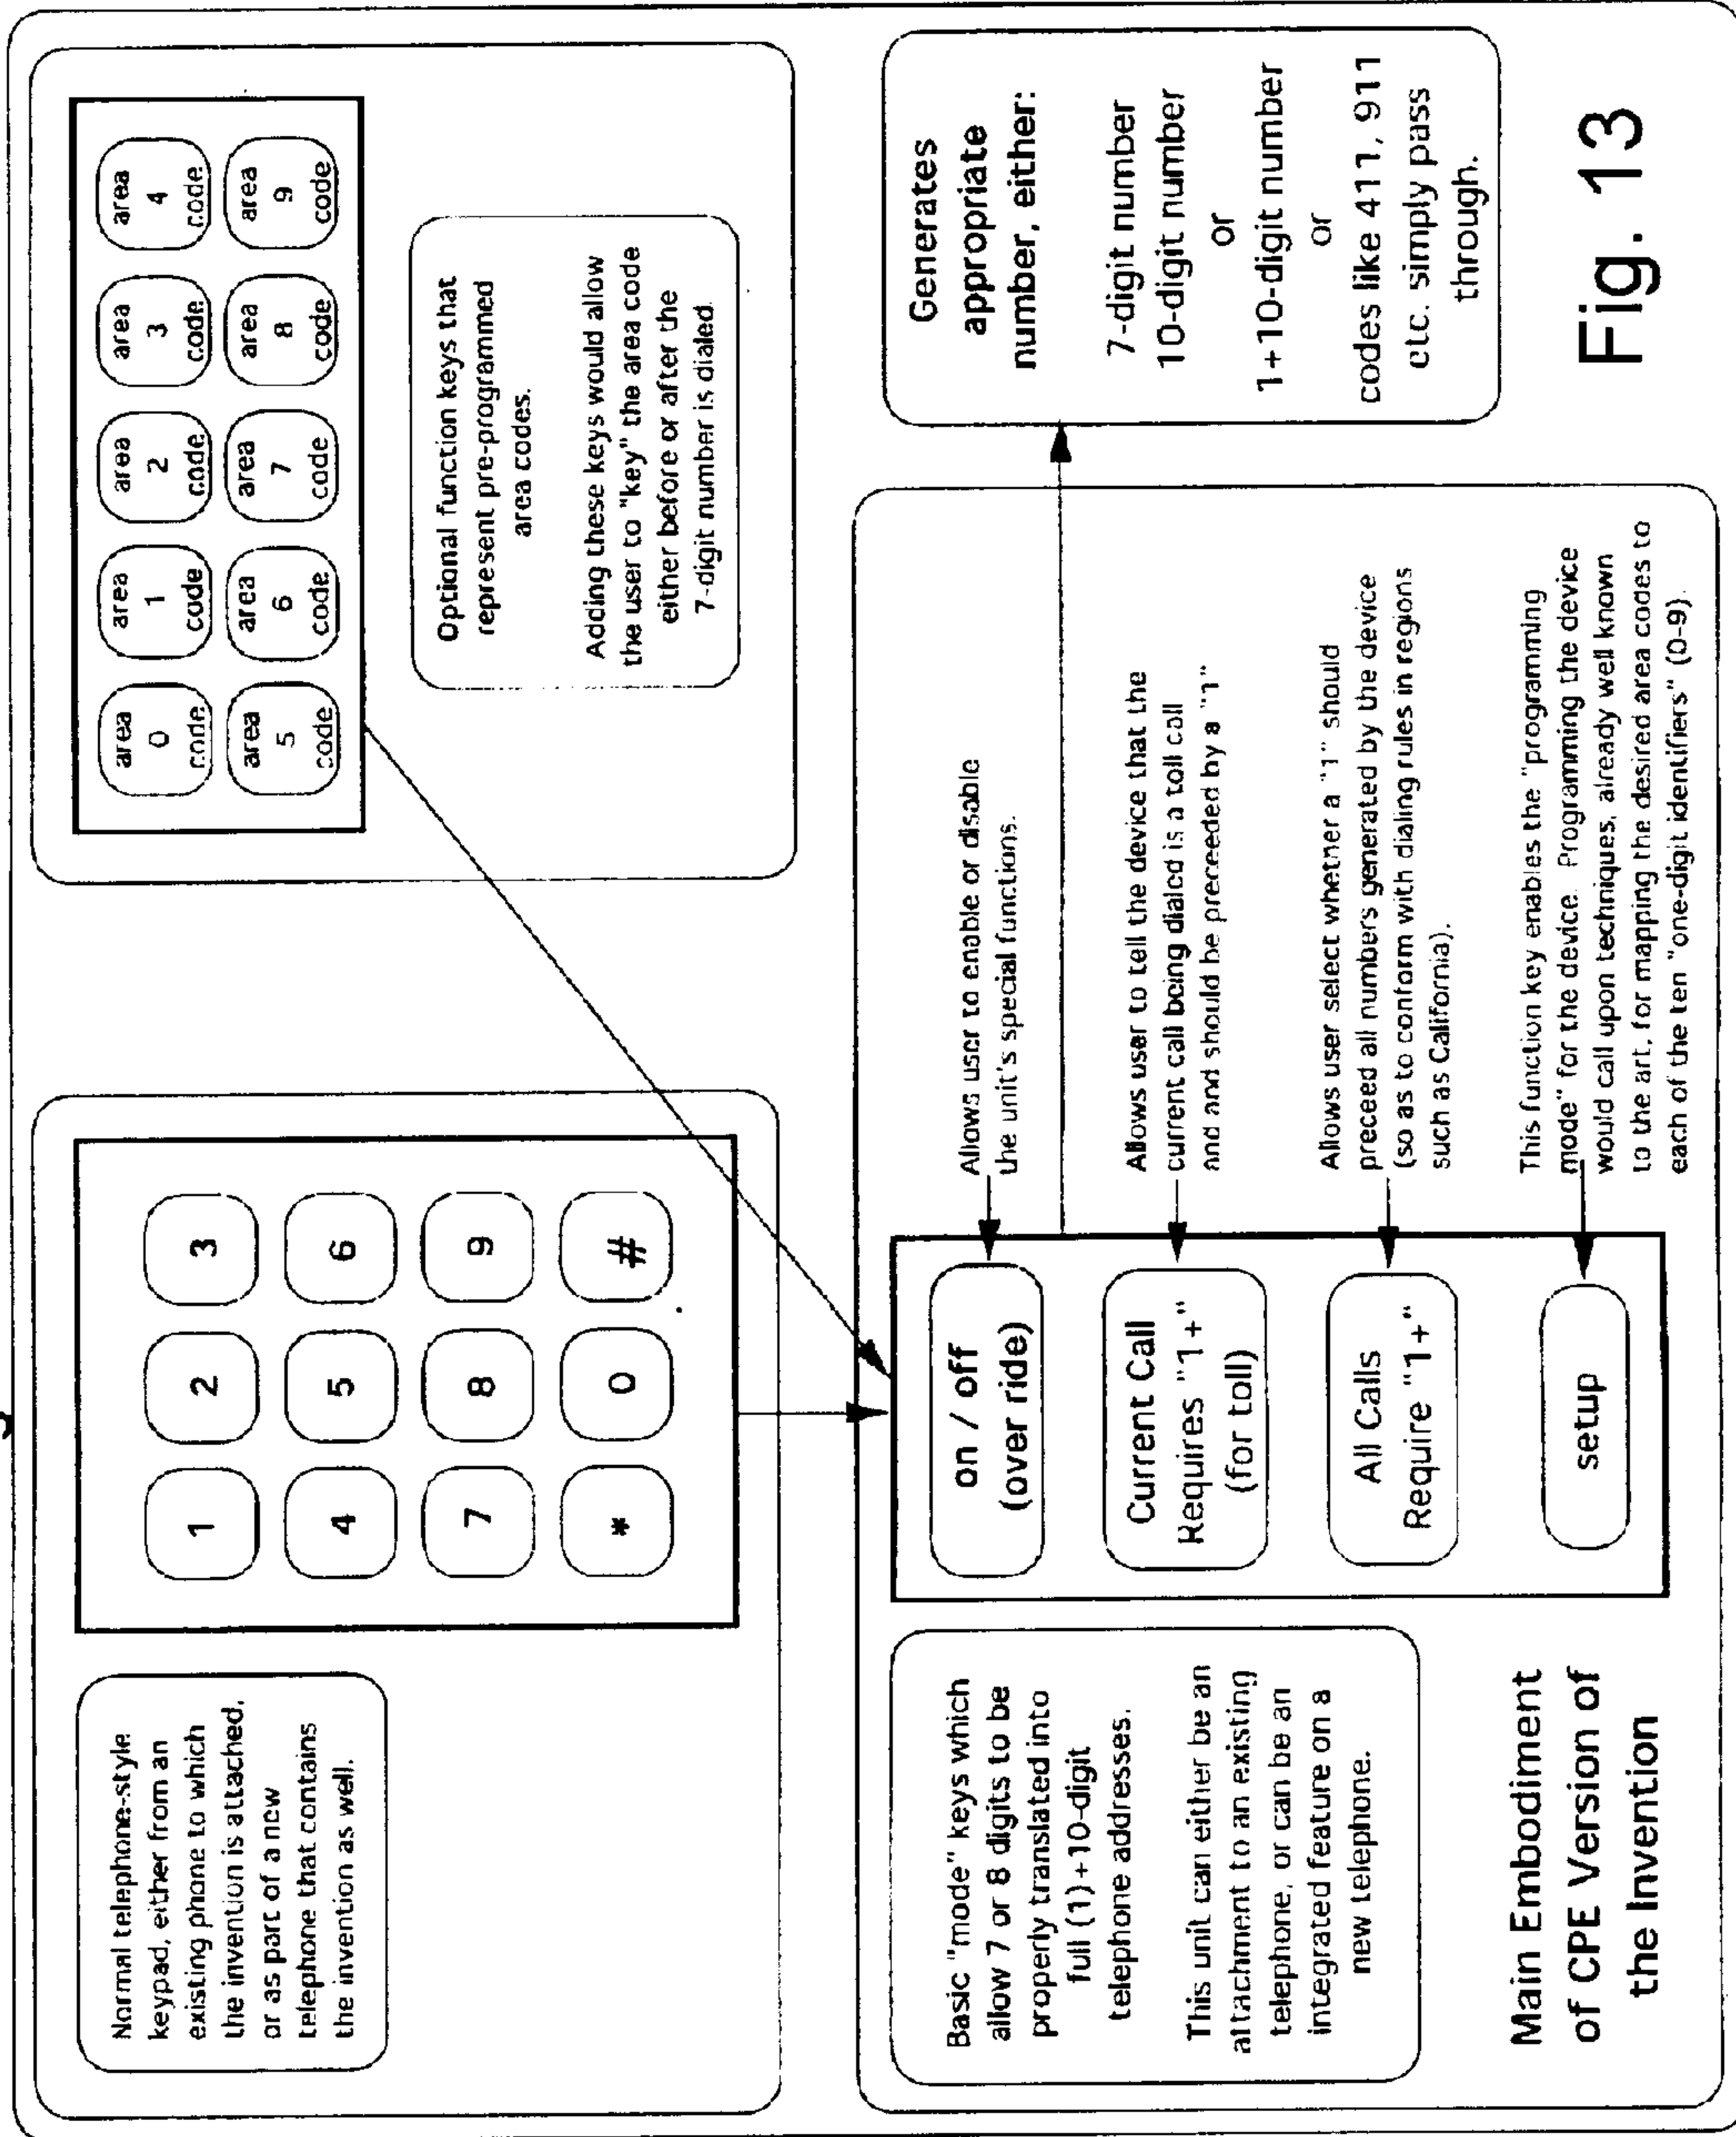 Normal telephone-style
keypad, either from an
existing phone to which
the invention is attached,
or as part of a new
telephone that contains
the invention as well.
1
2
3
4
5
6
7
8
9
*
0
#
area
0
code
area
1
code
area
2
code
area
3
code
area
4
code
area
5
code
area
6
code
area
7
code
area
8
code
area
9
code
Optional function keys that
represent pre-programmed
area codes.
Adding these keys would allow
the user to "key" the area code
either before or after the
7-digit number is dialed.
Basic "mode" keys which
allow 7 or 8 digits to be
properly translated into
full (1)+10-digit
telephone addresses.
This unit can either be an
attachment to an existing
telephone, or can be an
integrated feature on a
new telephone.
Main Embodiment
of CPE Version of
the Invention
on / off
(over ride)
Current Call
Requires "1+"
(for toll)
All Calls
Require "1+"
setup
Allows user to enable or disable
the unit's special functions.
Allows user to tell the device that the
current call being dialed is a toll call
and and should be preceeded by a "1"
Allows user select whether a "1" should
preceed all numbers generated by the device
(so as to conform with dialing rules in regions
such as California).
This function key enables the "programming
mode" for the device. Programming the device
would call upon techniques, already well known
to the art, for mapping the desired area codes to
each of the ten "one-digit identifiers" (0-9).
Generates
appropriate
number, either:
7-digit number
10-digit number
or
1+10-digit number
or
codes like 411, 911
etc. simply pass
through.
Fig. 13